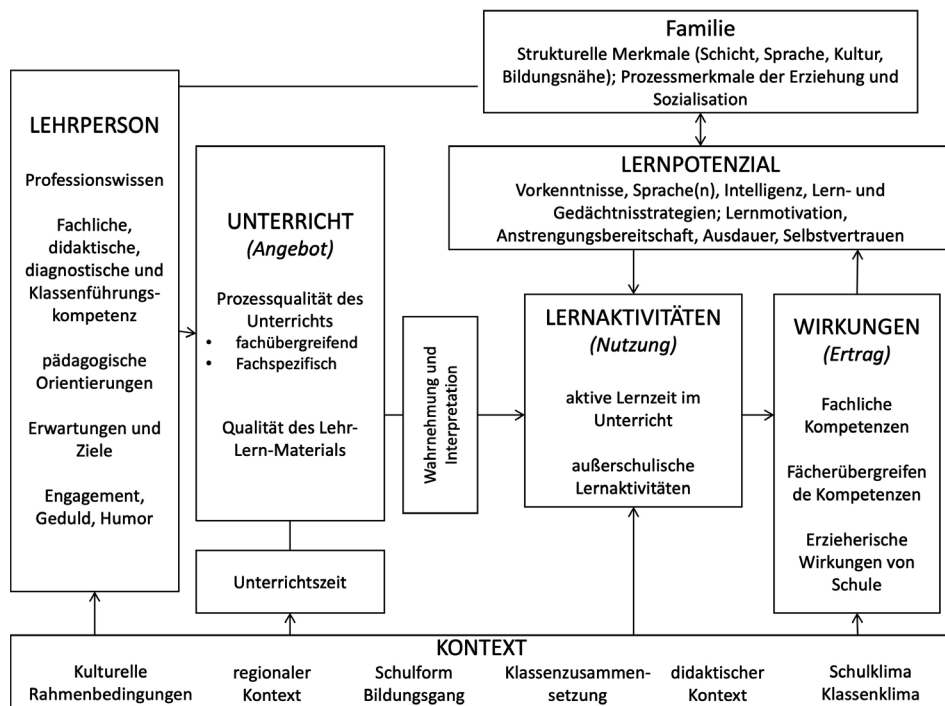 Familie
Strukturelle Merkmale (Schicht, Sprache, Kultur,
Bildungsnähe); Prozessmerkmale der Erziehung und
Sozialisation
LEHRPERSON
Professionswissen
Fachliche,
didaktische,
diagnostische und
Klassenführungs-
kompetenz
pädagogische
Orientierungen
Erwartungen und
Ziele
Engagement,
Geduld, Humor
UNTERRICHT
(Angebot)
Prozessqualität des
Unterrichts
• fachübergreifend
• Fachspezifisch
Qualität des Lehr-
Lern-Materials
Unterrichtszeit
Wahrnehmung und
Interpretation
LERNPOTENZIAL
Vorkenntnisse, Sprache(n), Intelligenz, Lern- und
Gedächtnisstrategien; Lernmotivation,
Anstrengungsbereitschaft, Ausdauer, Selbstvertrauen
LERNAKTIVITÄTEN
(Nutzung)
aktive Lernzeit im
Unterricht
außerschulische
Lernaktivitäten
WIRKUNGEN
(Ertrag)
Fachliche
Kompetenzen
Fächerübergreifen
de Kompetenzen
Erzieherische
Wirkungen von
Schule
KONTEXT
Kulturelle
Rahmenbedingungen
regionaler
Kontext
Schulform
Bildungsgang
Klassenzusammen-
setzung
didaktischer
Kontext
Schulklima
Klassenklima